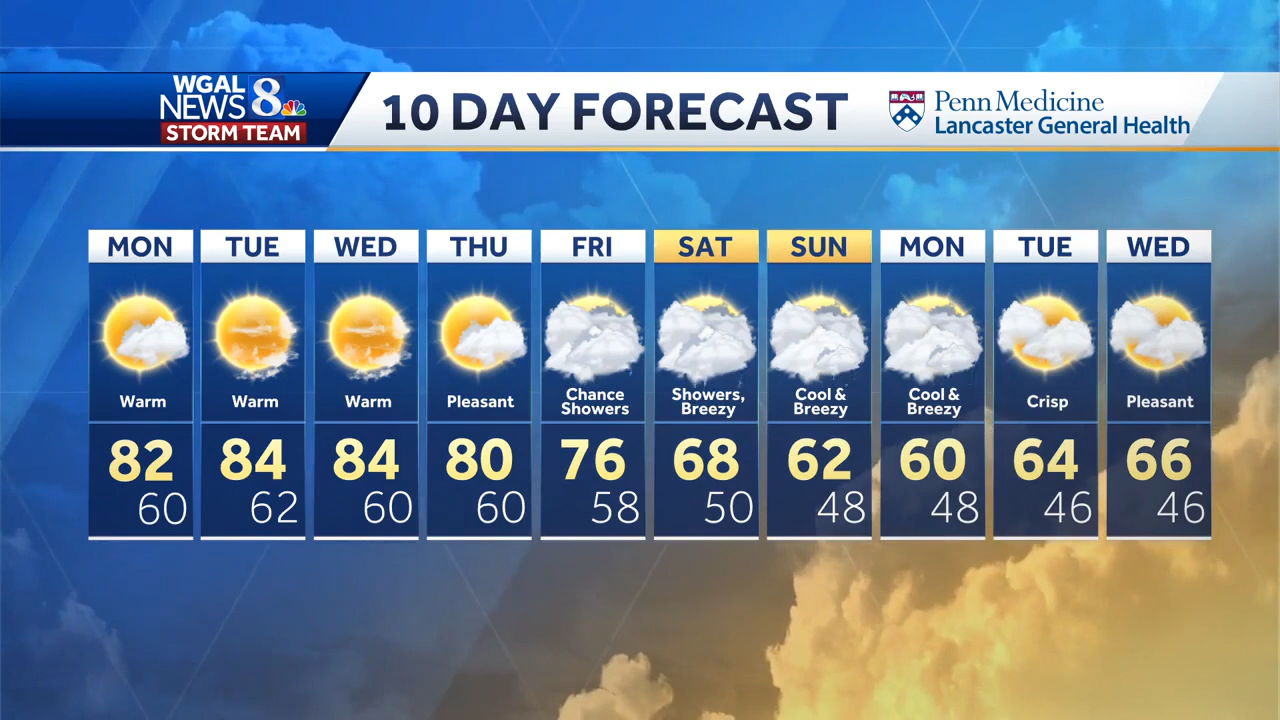 WGAL
NEWS 8
STORM TEAM
10 DAY FORECAST
Penn Medicine
Lancaster General Health
MON TUE WED THU FRI SAT SUN MON TUE WED
Warm Warm Warm Pleasant Chance Showers Showers, Breezy Cool & Breezy Cool & Breezy Crisp Pleasant
82 84 84 80 76 68 62 60 64 66
60 62 60 60 58 50 48 48 46 46